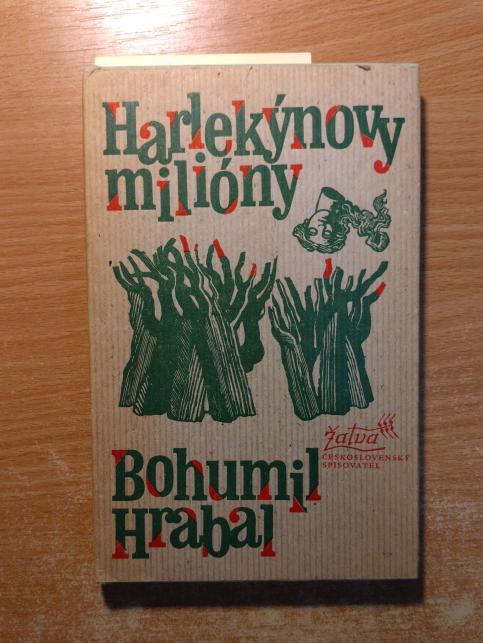 Harlekýnovy
milióny
Žatva
ČESKOSLOVENSKÝ
SPISOVATEL
Bohumil
Hrabal